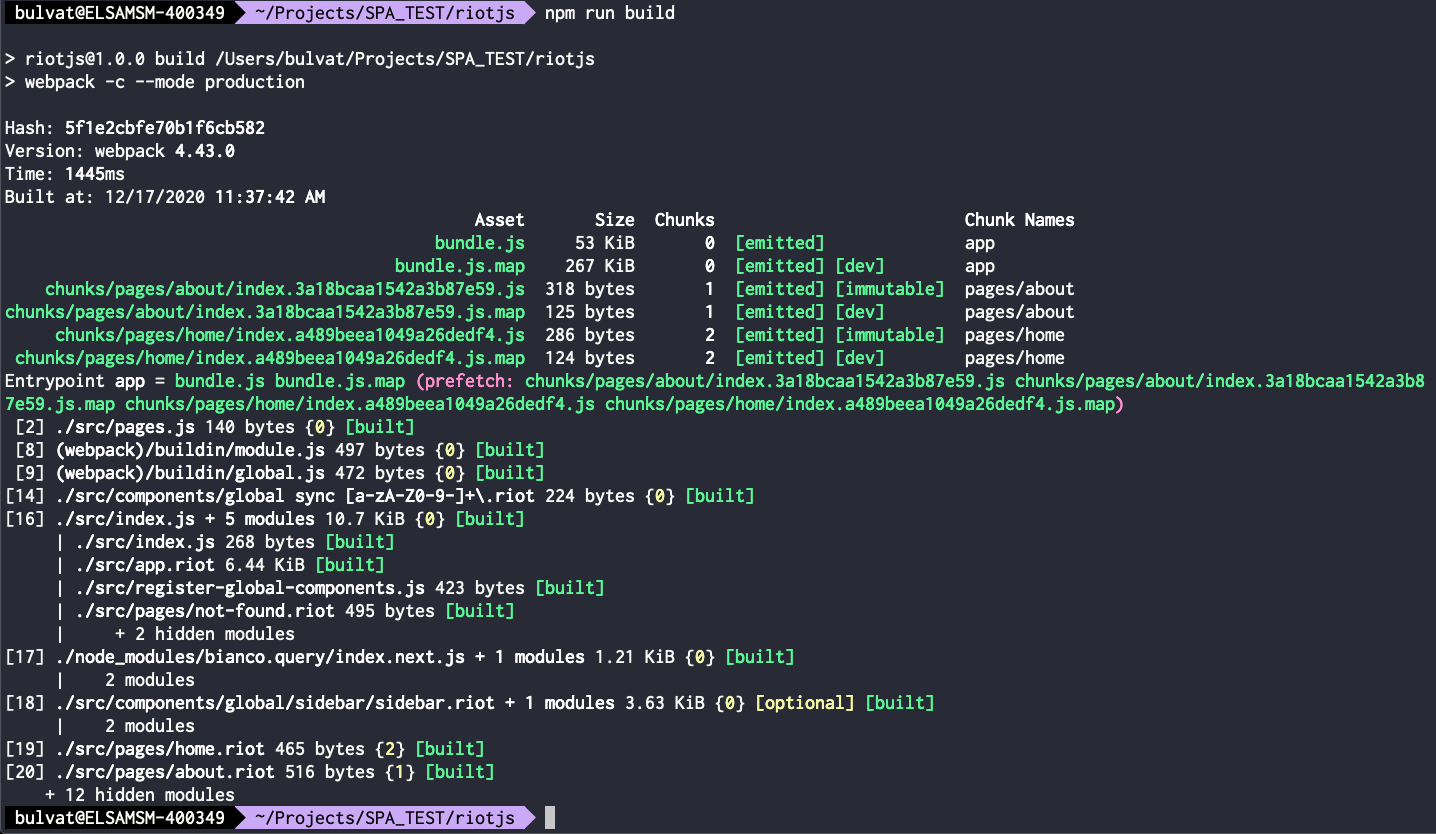 bulvat@ELSAMSM-400349 ~/Projects/SPA_TEST/riotjs npm run build
> riotjs@1.0.0 build /Users/bulvat/Projects/SPA_TEST/riotjs
> webpack -c --mode production
Hash: 5f1e2cbfe70b1f6cb582
Version: webpack 4.43.0
Time: 1445ms
Built at: 12/17/2020 11:37:42 AM
Asset Size Chunks Chunk Names
bundle.js 53 KiB 0 [emitted] app
bundle.js.map 267 KiB 0 [emitted] [dev] app
chunks/pages/about/index.3a18bcaa1542a3b87e59.js 318 bytes 1 [emitted] [immutable] pages/about
chunks/pages/about/index.3a18bcaa1542a3b87e59.js.map 125 bytes 1 [emitted] [dev] pages/about
chunks/pages/home/index.a489beea1049a26dedf4.js 286 bytes 2 [emitted] [immutable] pages/home
chunks/pages/home/index.a489beea1049a26dedf4.js.map 124 bytes 2 [emitted] [dev] pages/home
Entrypoint app = bundle.js bundle.js.map (prefetch: chunks/pages/about/index.3a18bcaa1542a3b87e59.js chunks/pages/about/index.3a18bcaa1542a3b8
7e59.js.map chunks/pages/home/index.a489beea1049a26dedf4.js chunks/pages/home/index.a489beea1049a26dedf4.js.map)
[2] ./src/pages.js 140 bytes {0} [built]
[8] (webpack)/buildin/module.js 497 bytes {0} [built]
[9] (webpack)/buildin/global.js 472 bytes {0} [built]
[14] ./src/components/global sync [a-zA-Z0-9-]+\.riot 224 bytes {0} [built]
[16] ./src/index.js + 5 modules 10.7 KiB {0} [built]
| ./src/index.js 268 bytes [built]
| ./src/app.riot 6.44 KiB [built]
| ./src/register-global-components.js 423 bytes [built]
| ./src/pages/not-found.riot 495 bytes [built]
| + 2 hidden modules
[17] ./node_modules/bianco.query/index.next.js + 1 modules 1.21 KiB {0} [built]
| 2 modules
[18] ./src/components/global/sidebar/sidebar.riot + 1 modules 3.63 KiB {0} [optional] [built]
| 2 modules
[19] ./src/pages/home.riot 465 bytes {2} [built]
[20] ./src/pages/about.riot 516 bytes {1} [built]
+ 12 hidden modules
bulvat@ELSAMSM-400349 ~/Projects/SPA_TEST/riotjs